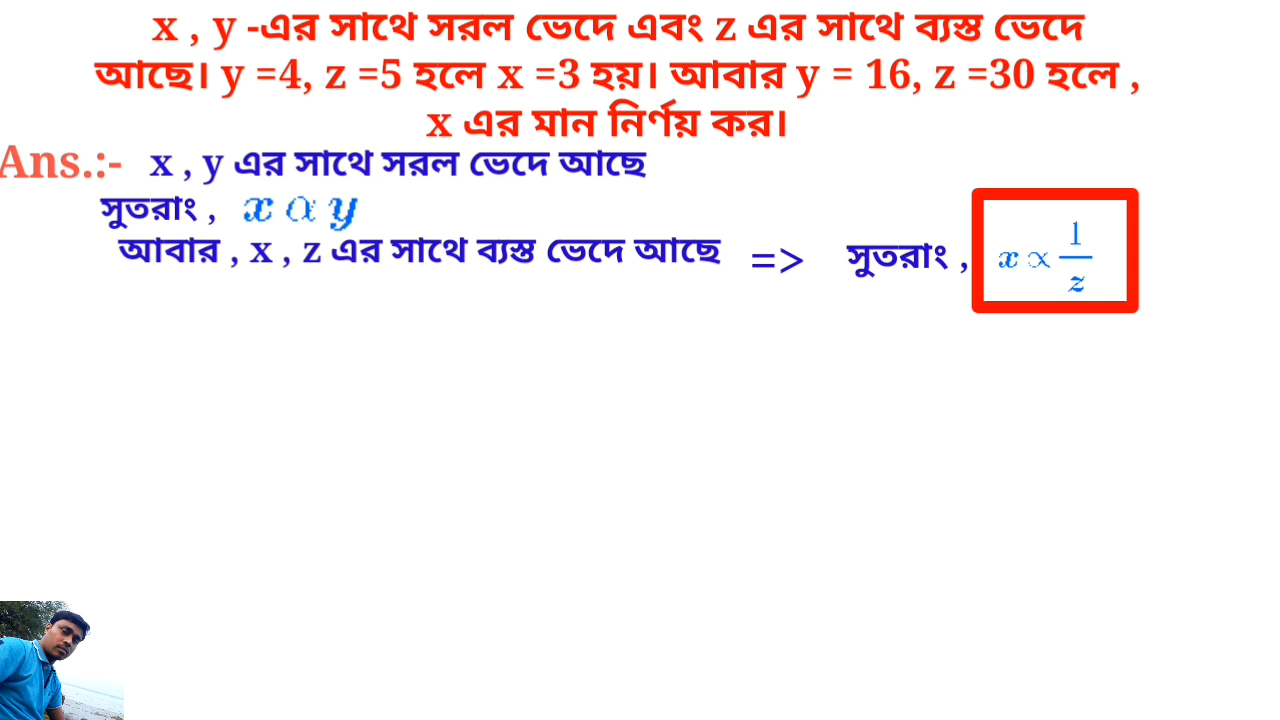 x , y -এর সাথে সরল ভেদে এবং z এর সাথে ব্যস্ত ভেদে
আছে। y =4, z =5 হলে x =3 হয়। আবার y = 16, z =30 হলে ,
x এর মান নির্ণয় কর।
Ans.:- x , y এর সাথে সরল ভেদে আছে
সুতরাং , x α y
আবার , x , z এর সাথে ব্যস্ত ভেদে আছে => সুতরাং , x ∝ 1/z